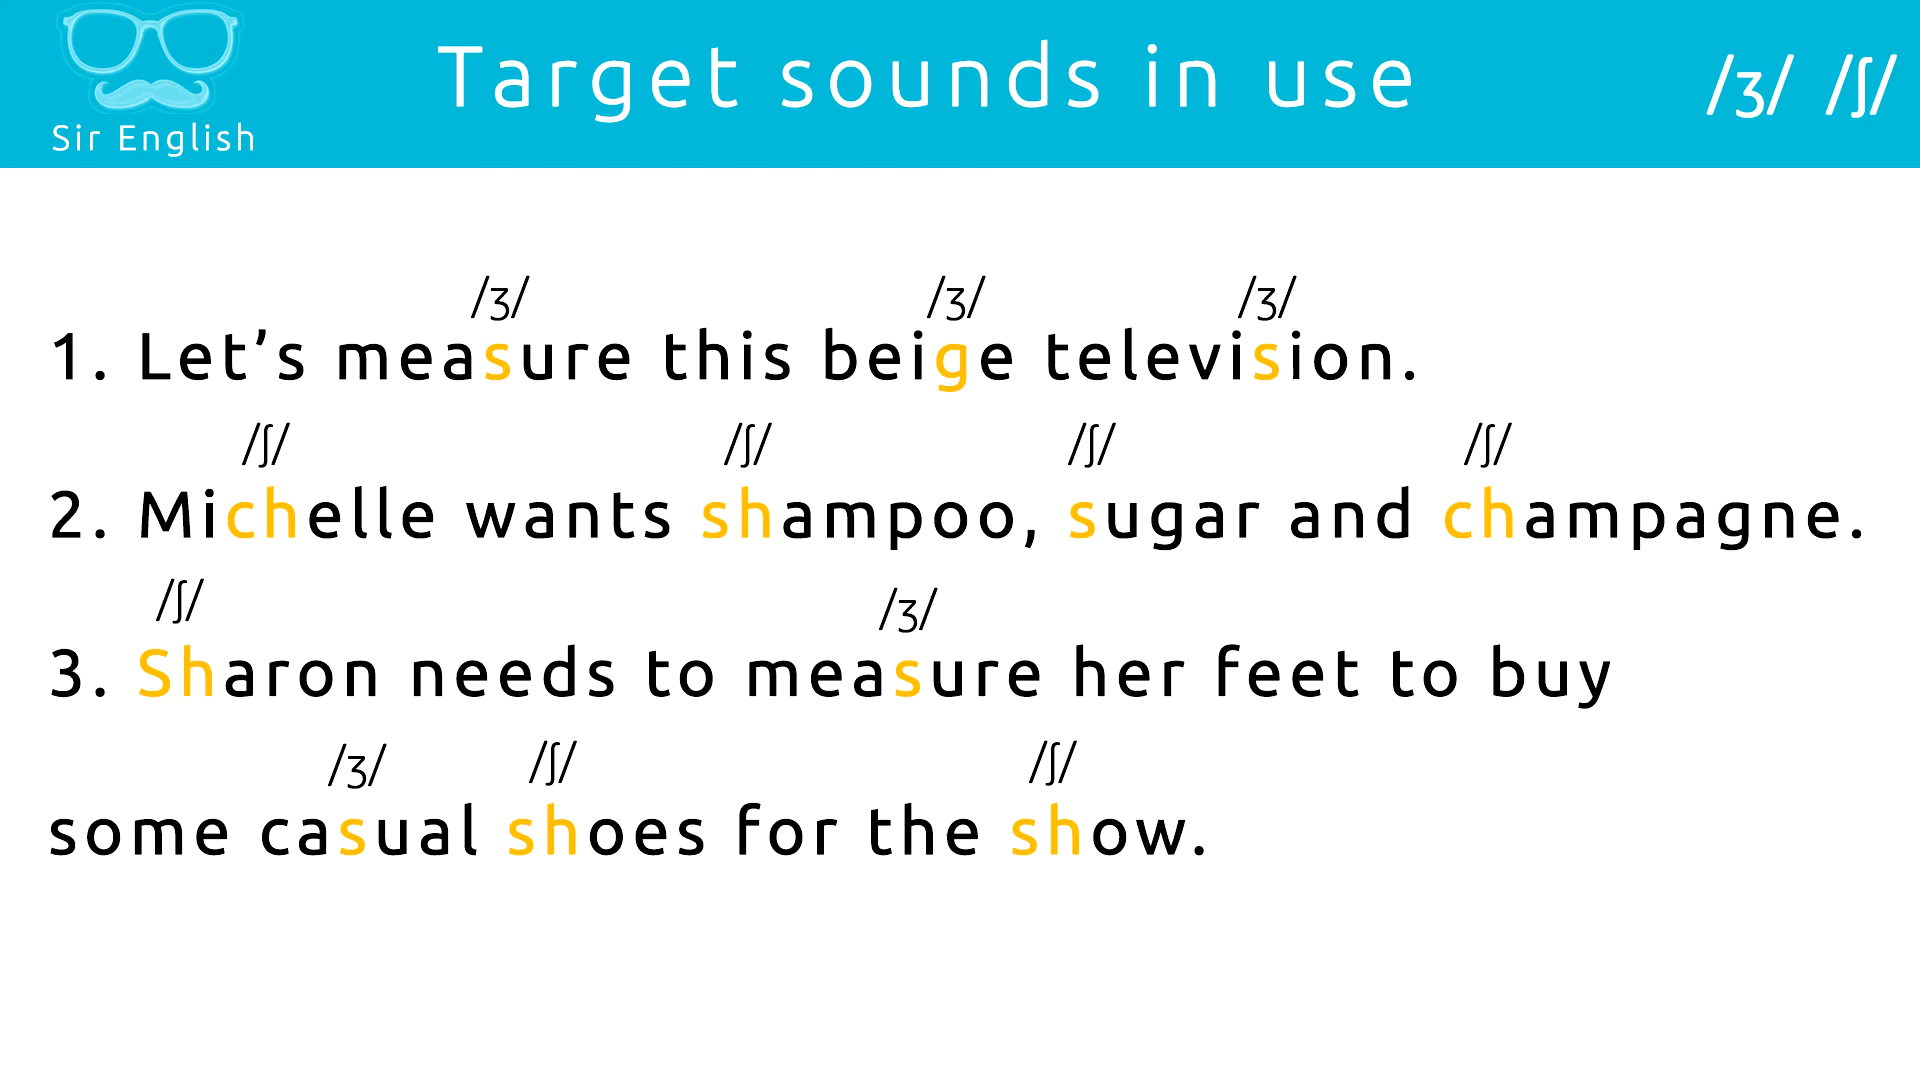 Sir English
Target sounds in use
/ʒ/ /ʃ/
/ʒ/ /ʒ/ /ʒ/
1. Let’s measure this beige television.
/ʃ/ /ʃ/ /ʃ/ /ʃ/
2. Michelle wants shampoo, sugar and champagne.
/ʃ/ /ʒ/
3. Sharon needs to measure her feet to buy
/ʒ/ /ʃ/ /ʃ/
some casual shoes for the show.